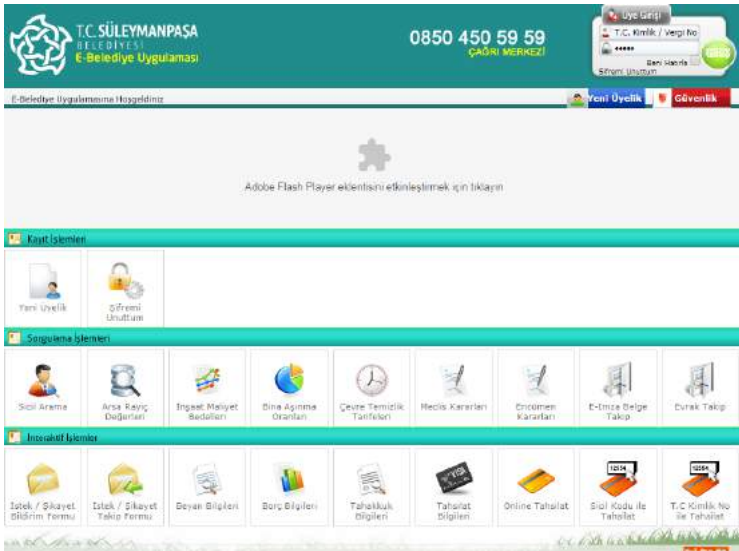 T.C. SÜLEYMANPAŞA
BELEDİYESİ
E-Belediye Uygulaması
0850 450 59 59
ÇAĞRI MERKEZİ
Üye Girişi
T.C. Kimlik / Vergi No
Beni Hatırla
Şifremi Unuttum
E-Belediye Uygulamasına Hoşgeldiniz
Yeni Üyelik
Güvenlik
Adobe Flash Player eklentisini etkinleştirmek için tıklayın
Kayıt İşlemleri
Yeni Üyelik
Şifremi
Unuttum
Sorgulama İşlemleri
Sicil Arama
Arsa Rayiç
Değerleri
İnşaat Maliyet
Bedelleri
Bina Aşınma
Oranları
Çevre Temizlik
Tarifeleri
Meclis Kararları
Encümen
Kararları
E-İmza Belge
Takip
Evrak Takip
İnteraktif İşlemler
İstek / Şikayet
Bildirim Formu
İstek / Şikayet
Takip Formu
Beyan Bilgileri
Borç Bilgileri
Tahakkuk
Bilgileri
VISA
Tahsilat
Bilgileri
Online Tahsilat
12354
Sicil Kodu ile
Tahsilat
12354
T.C Kimlik No
ile Tahsilat